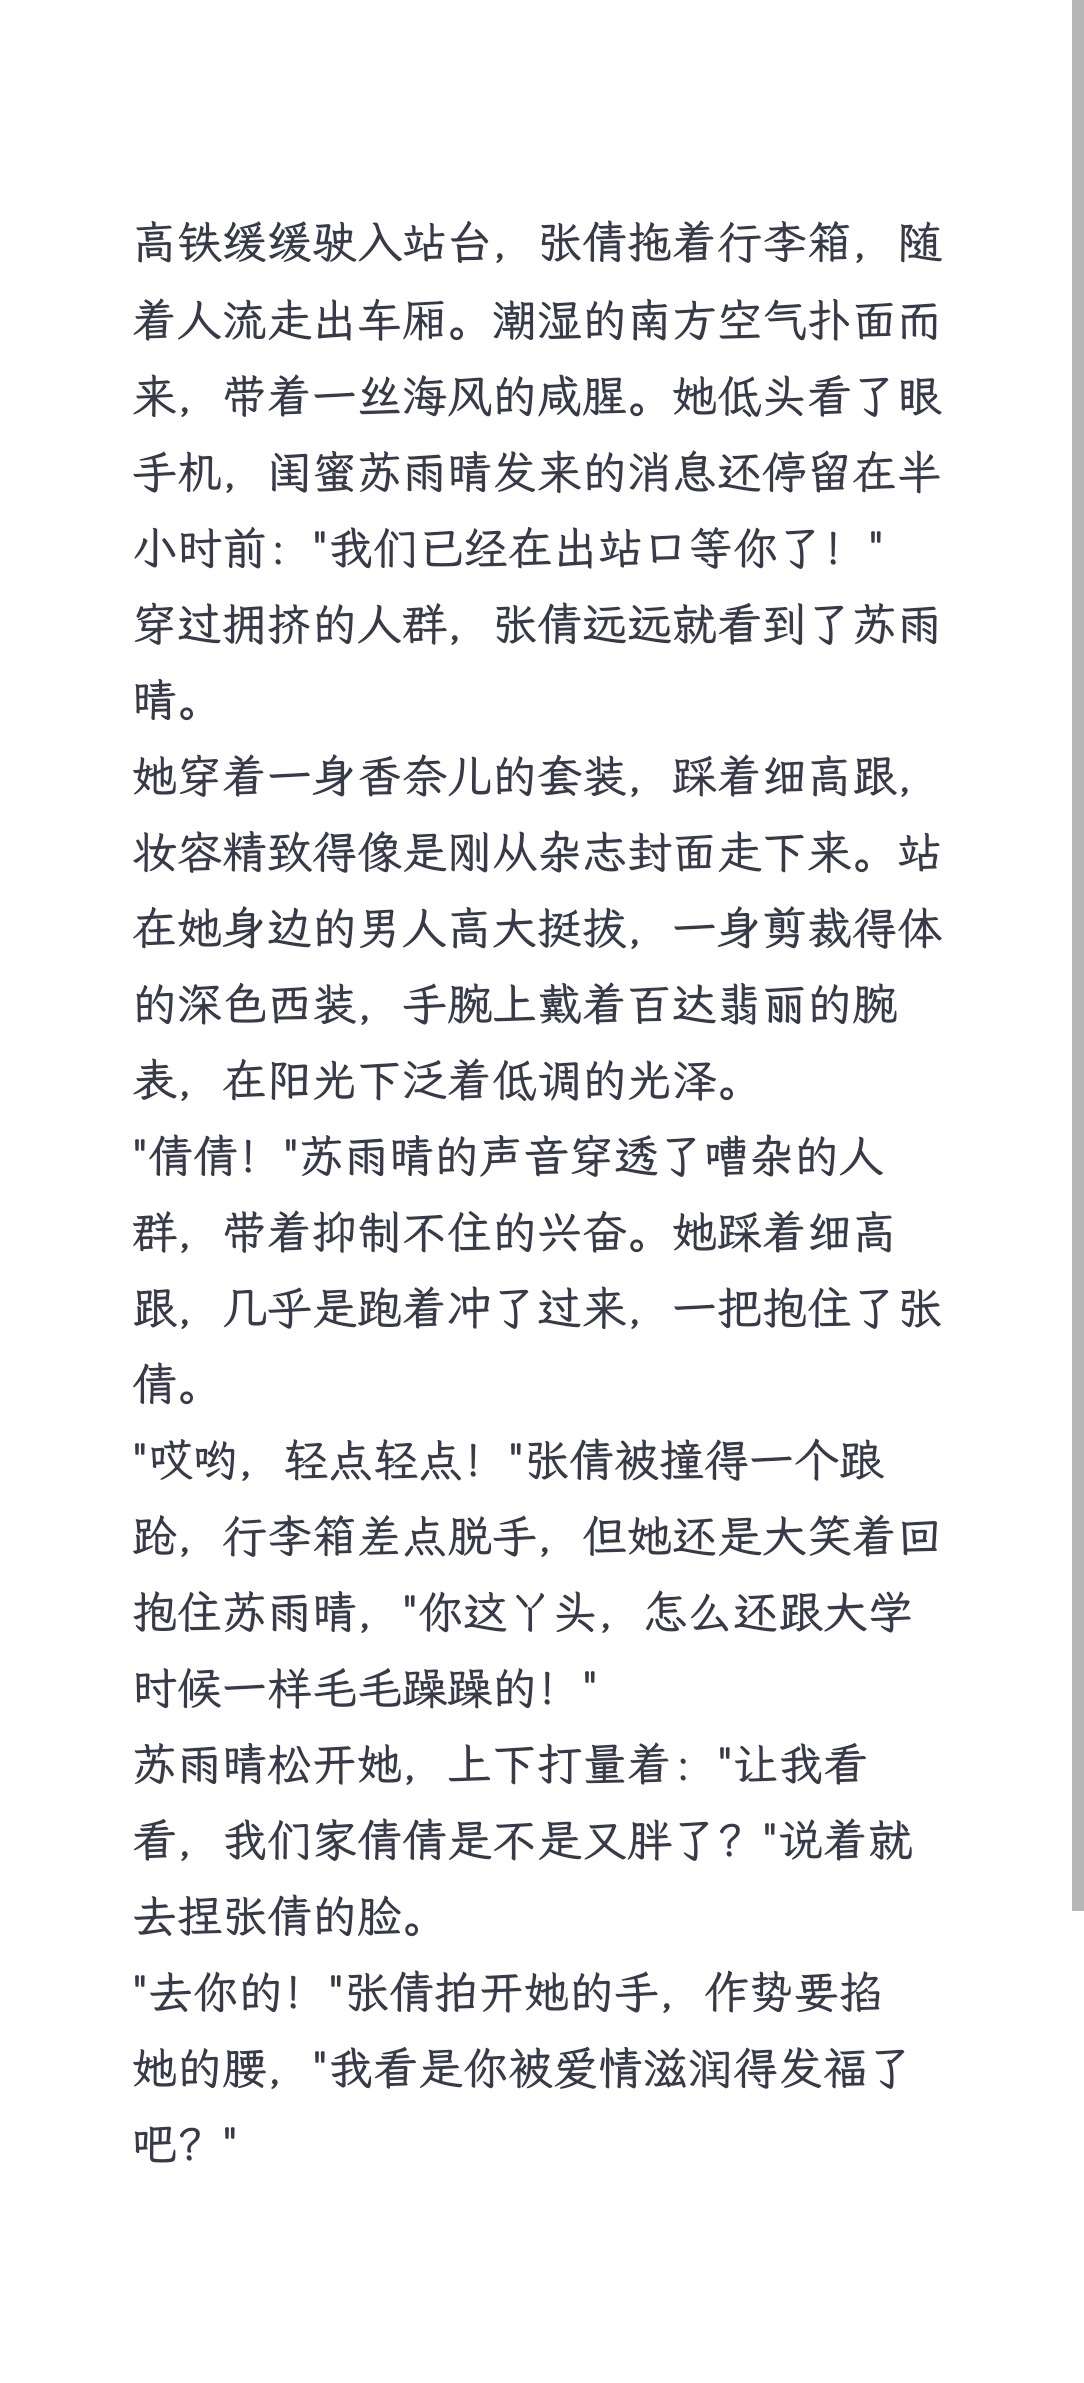 高铁缓缓驶入站台，张倩拖着行李箱，随
着人流走出车厢。潮湿的南方空气扑面而
来，带着一丝海风的咸腥。她低头看了眼
手机，闺蜜苏雨晴发来的消息还停留在半
小时前："我们已经在出站口等你了！"
穿过拥挤的人群，张倩远远就看到了苏雨
晴。
她穿着一身香奈儿的套装，踩着细高跟，
妆容精致得像是刚从杂志封面走下来。站
在她身边的男人高大挺拔，一身剪裁得体
的深色西装，手腕上戴着百达翡丽的腕
表，在阳光下泛着低调的光泽。
"倩倩！"苏雨晴的声音穿透了嘈杂的人
群，带着抑制不住的兴奋。她踩着细高
跟，几乎是跑着冲了过来，一把抱住了张
倩。
"哎哟，轻点轻点！"张倩被撞得一个踉
跄，行李箱差点脱手，但她还是大笑着回
抱住苏雨晴，"你这丫头，怎么还跟大学
时候一样毛毛躁躁的！"
苏雨晴松开她，上下打量着："让我看
看，我们家倩倩是不是又胖了？"说着就
去捏张倩的脸。
"去你的！"张倩拍开她的手，作势要掐
她的腰，"我看是你被爱情滋润得发福了
吧？"